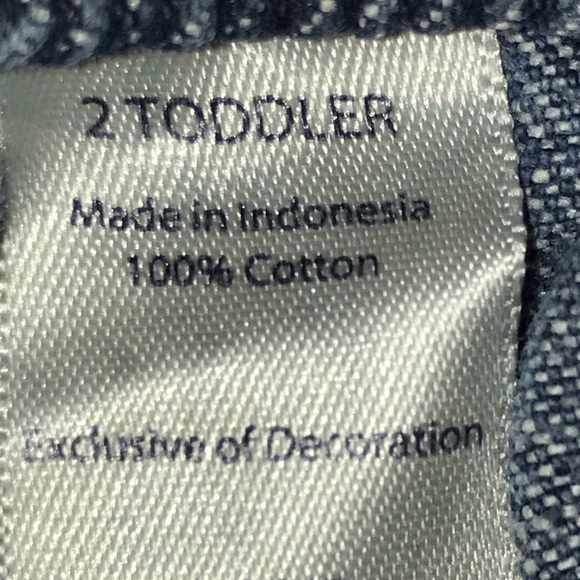 2 TODDLER
Made in Indonesia
100% Cotton
Exclusive of Decoration